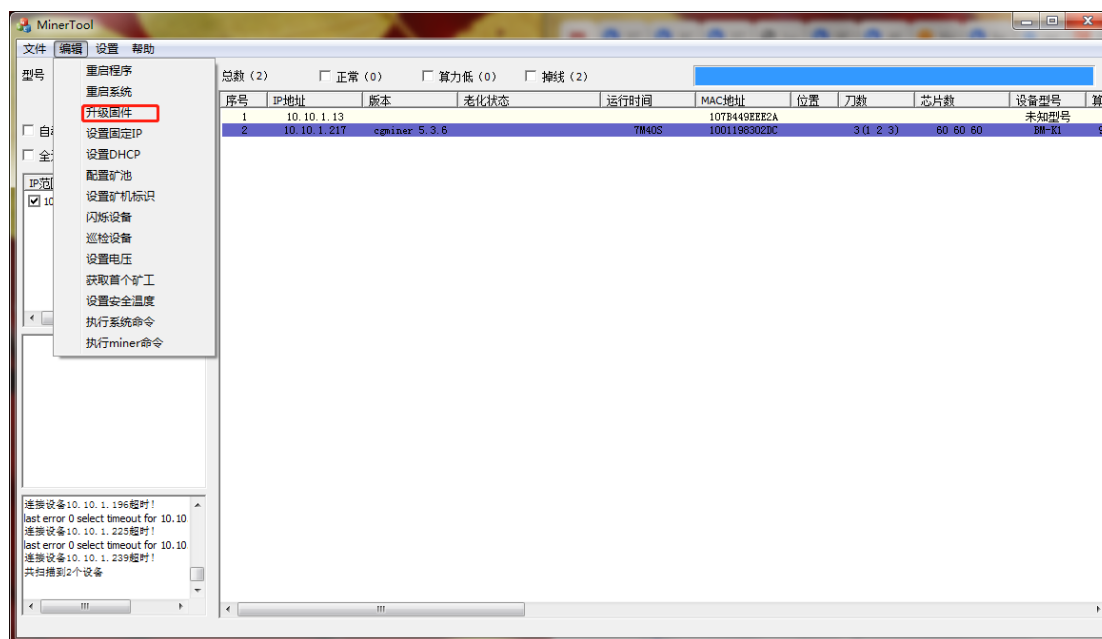 MinerTool
文件 编辑 设置 帮助
型号
重启程序
重启系统
升级固件
设置固定IP
设置DHCP
配置矿池
设置矿机标识
闪烁设备
巡检设备
设置电压
获取首个矿工
设置安全温度
执行系统命令
执行miner命令
总数 (2) 正常 (0) 算力低 (0) 掉线 (2)
序号 IP地址 版本 老化状态 运行时间 MAC地址 位置 刀数 芯片数 设备型号
1 10.10.1.13 107B449EEE2A 未知型号
2 10.10.1.217 cgminer 5.3.6 7M40S 1001198302DC 3(1 2 3) 60 60 60 BM-K1
连接设备10.10.1.196超时!
last error 0 select timeout for 10.10
连接设备10.10.1.225超时!
last error 0 select timeout for 10.10
连接设备10.10.1.239超时!
共扫描到2个设备